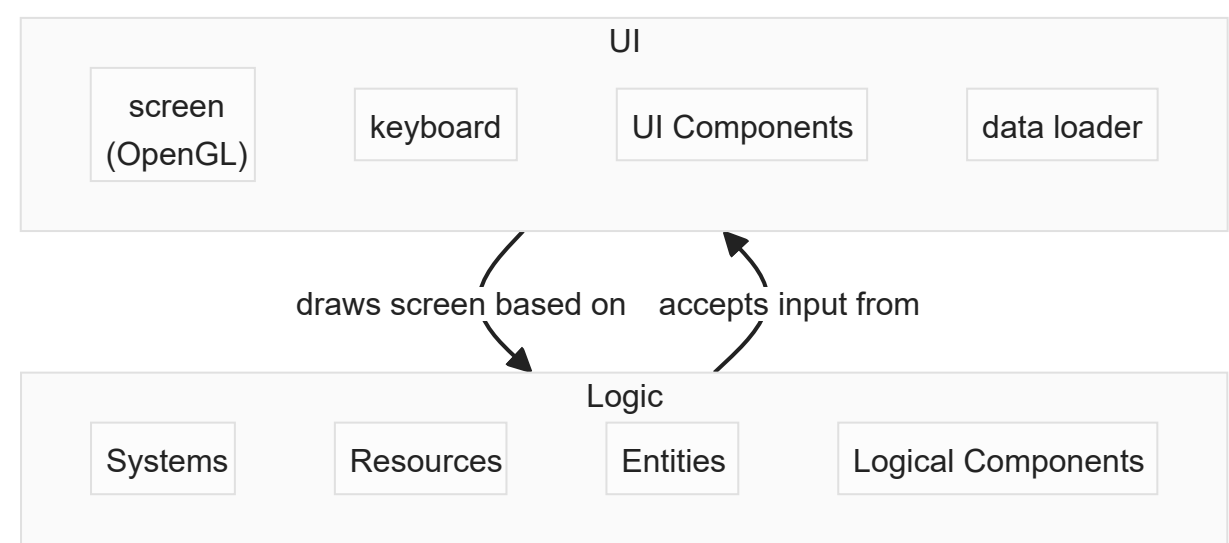 UI
screen
(OpenGL)
keyboard
UI Components
data loader
draws screen based on
accepts input from
Logic
Systems
Resources
Entities
Logical Components